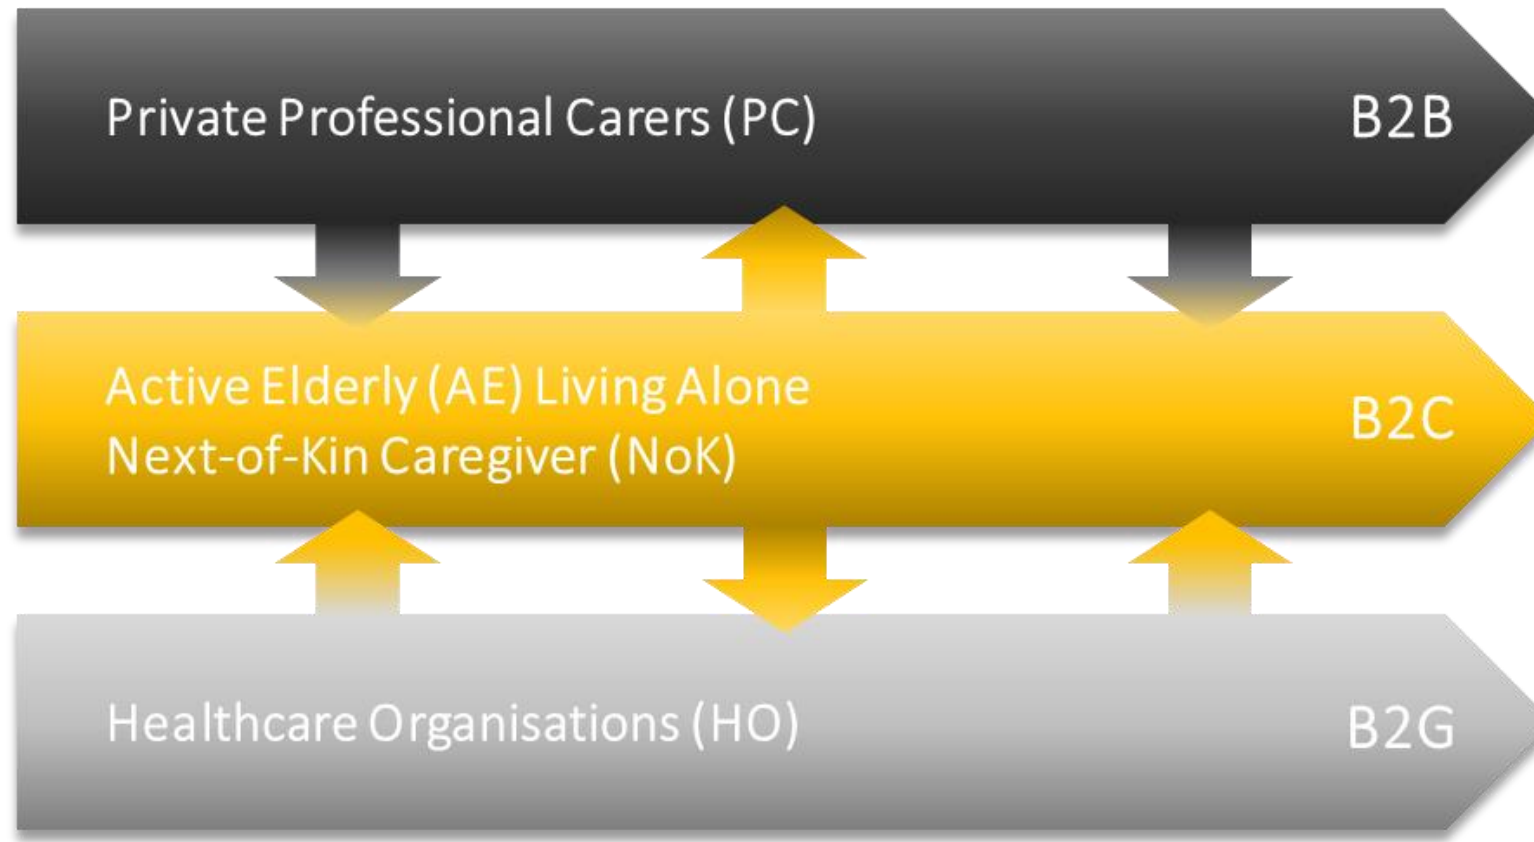 Private Professional Carers (PC) B2B
Active Elderly (AE) Living Alone
Next-of-Kin Caregiver (NoK)
B2C
Healthcare Organisations (HO) B2G